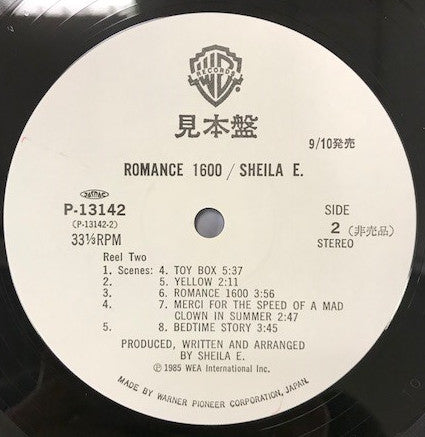 WB
RECORDS
見本盤
9/10発売
ROMANCE 1600 / SHEILA E.
P-13142
(P-13142-2)
33⅓RPM
SIDE
2 (非売品)
STEREO
Reel Two
1. Scenes: 4. TOY BOX 5:37
2. 5. YELLOW 2:11
3. 6. ROMANCE 1600 3:56
4. 7. MERCI FOR THE SPEED OF A MAD
CLOWN IN SUMMER 2:47
5. 8. BEDTIME STORY 3:45
PRODUCED, WRITTEN AND ARRANGED
BY SHEILA E.
Ⓟ1985 WEA International Inc.
MADE BY WARNER PIONEER CORPORATION, JAPAN.